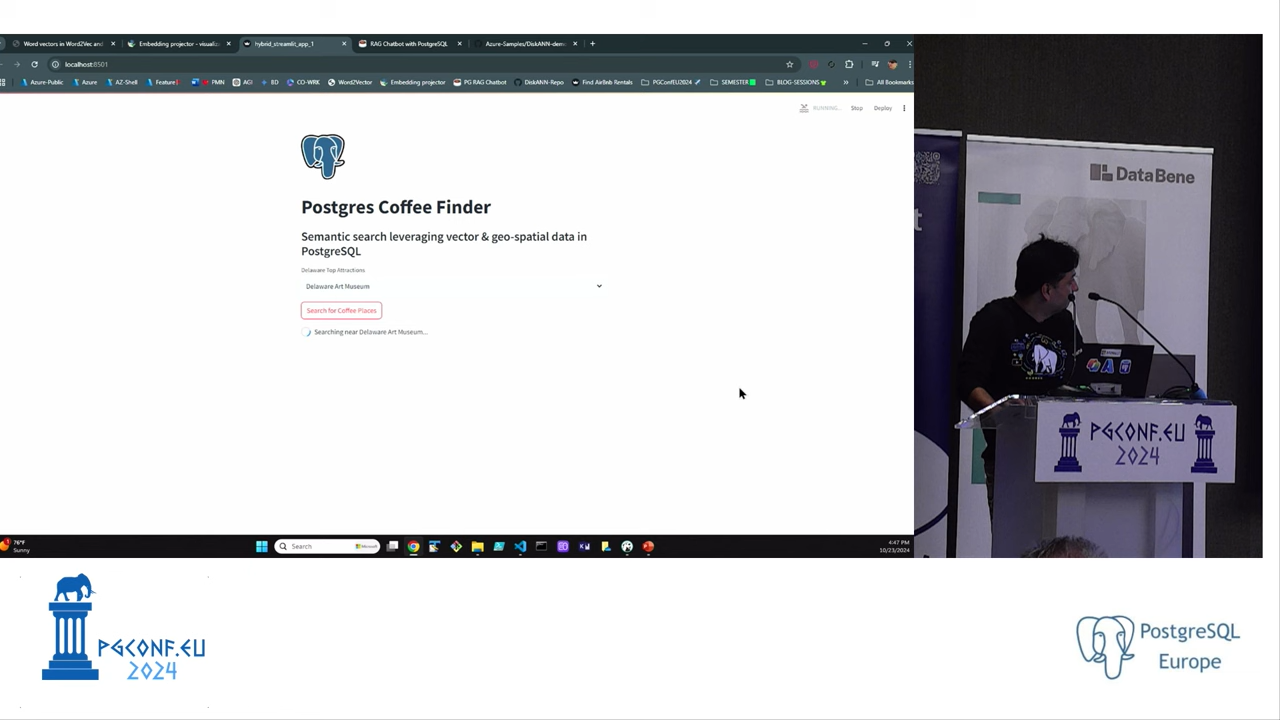 Word vectors in Word2Vec and
Embedding projector - visualiz
hybrid_streamlit_app_1
RAG Chatbot with PostgreSQL
Azure-Samples/DiskANN-dem
localhost:8501
Azure-Public
Azure
AZ-Shell
Feature
PMN
AGI
BD
CO-WRK
Word2Vector
Embedding projector
PG RAG Chatbot
DiskANN-Repo
Find AirBnb Rentals
PGConfEU2024
SEMESTER
BLOG-SESSIONS
»
All Bookmarks
RUNNING...
Stop
Deploy
Postgres Coffee Finder
Semantic search leveraging vector & geo-spatial data in
PostgreSQL
Delaware Top Attractions
Delaware Art Museum
Search for Coffee Places
Searching near Delaware Art Museum...
76°F
Sunny
Search
4:47 PM
10/23/2024
DataBene
PGCONF.EU
2024
PGCONF.EU
2024
PostgreSQL
Europe